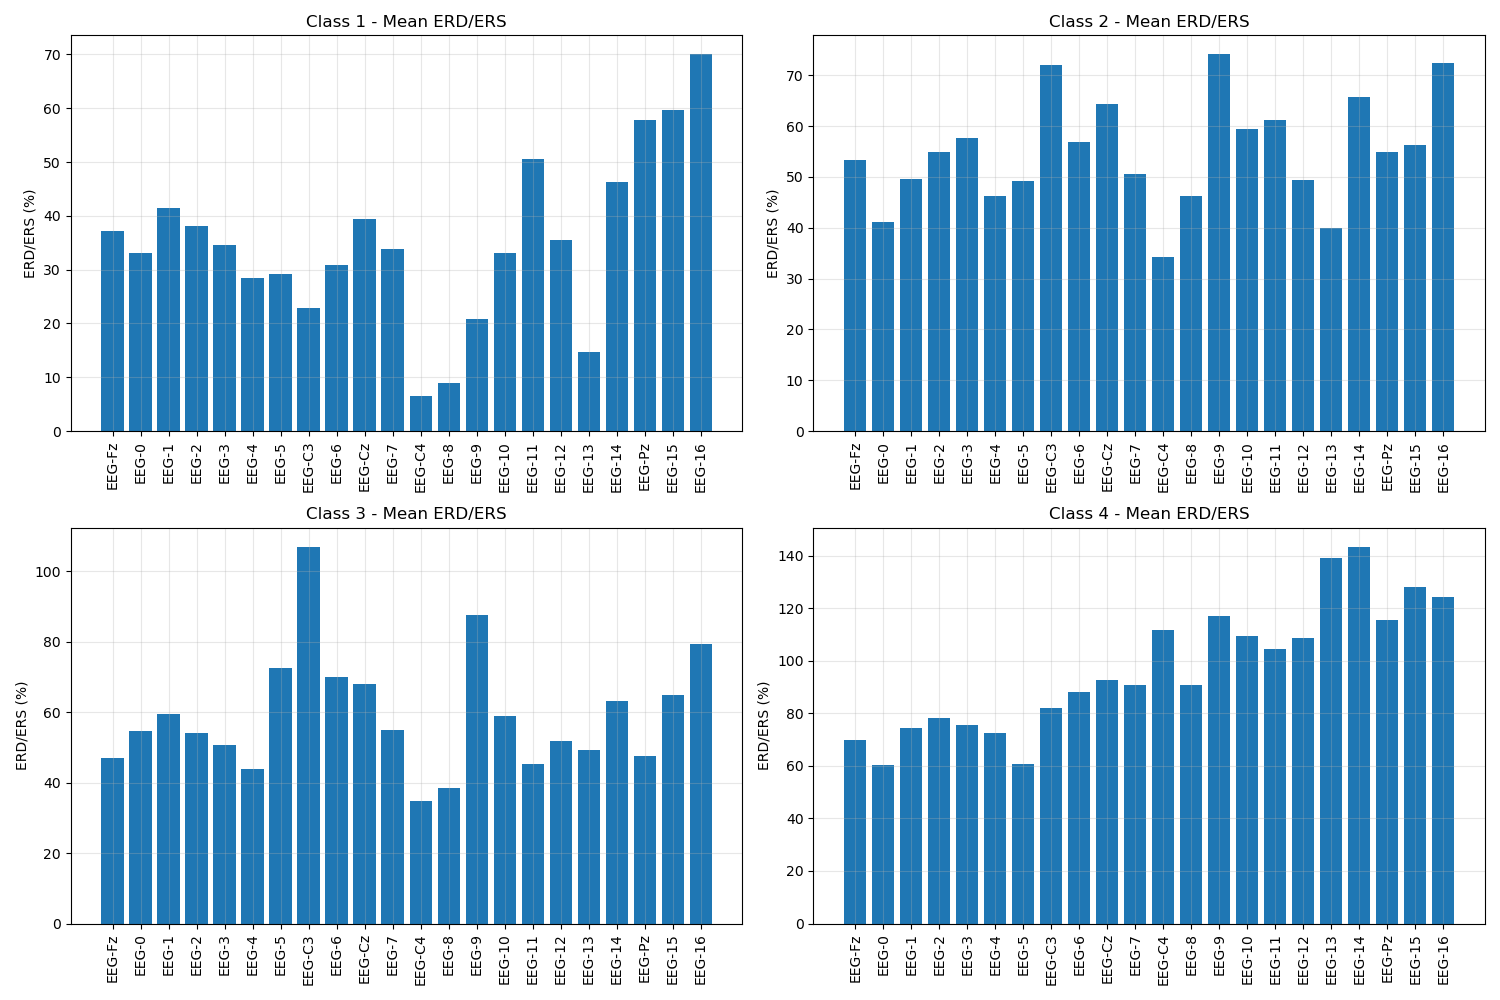 Class 1 - Mean ERD/ERS
ERD/ERS (%)
70
60
50
40
30
20
10
0
EEG-Fz
EEG-0
EEG-1
EEG-2
EEG-3
EEG-4
EEG-5
EEG-C3
EEG-6
EEG-Cz
EEG-7
EEG-C4
EEG-8
EEG-9
EEG-10
EEG-11
EEG-12
EEG-13
EEG-14
EEG-Pz
EEG-15
EEG-16
Class 2 - Mean ERD/ERS
ERD/ERS (%)
70
60
50
40
30
20
10
0
EEG-Fz
EEG-0
EEG-1
EEG-2
EEG-3
EEG-4
EEG-5
EEG-C3
EEG-6
EEG-Cz
EEG-7
EEG-C4
EEG-8
EEG-9
EEG-10
EEG-11
EEG-12
EEG-13
EEG-14
EEG-Pz
EEG-15
EEG-16
Class 3 - Mean ERD/ERS
ERD/ERS (%)
100
80
60
40
20
0
EEG-Fz
EEG-0
EEG-1
EEG-2
EEG-3
EEG-4
EEG-5
EEG-C3
EEG-6
EEG-Cz
EEG-7
EEG-C4
EEG-8
EEG-9
EEG-10
EEG-11
EEG-12
EEG-13
EEG-14
EEG-Pz
EEG-15
EEG-16
Class 4 - Mean ERD/ERS
ERD/ERS (%)
140
120
100
80
60
40
20
0
EEG-Fz
EEG-0
EEG-1
EEG-2
EEG-3
EEG-4
EEG-5
EEG-C3
EEG-6
EEG-Cz
EEG-7
EEG-C4
EEG-8
EEG-9
EEG-10
EEG-11
EEG-12
EEG-13
EEG-14
EEG-Pz
EEG-15
EEG-16